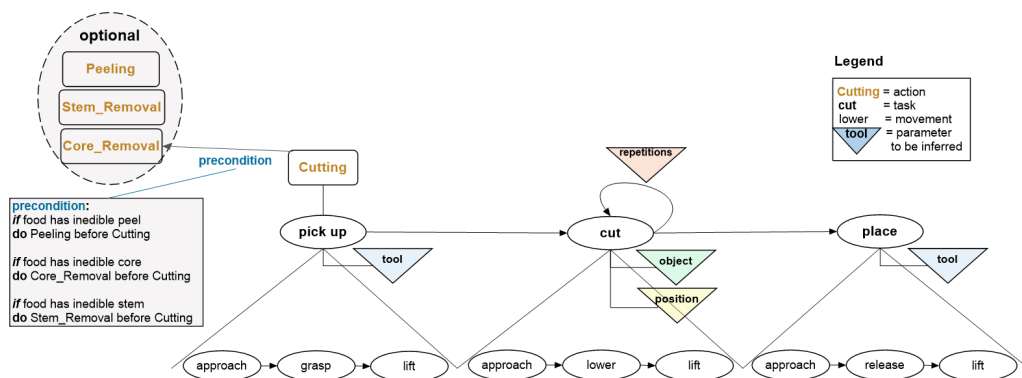 optional
Peeling
Stem_Removal
Core_Removal
precondition
Cutting
precondition:
if food has inedible peel
do Peeling before Cutting
if food has inedible core
do Core_Removal before Cutting
if food has inedible stem
do Stem_Removal before Cutting
Legend
Cutting = action
cut = task
lower = movement
tool = parameter
to be inferred
repetitions
pick up
cut
place
tool
object
position
tool
approach
grasp
lift
approach
lower
lift
approach
release
lift